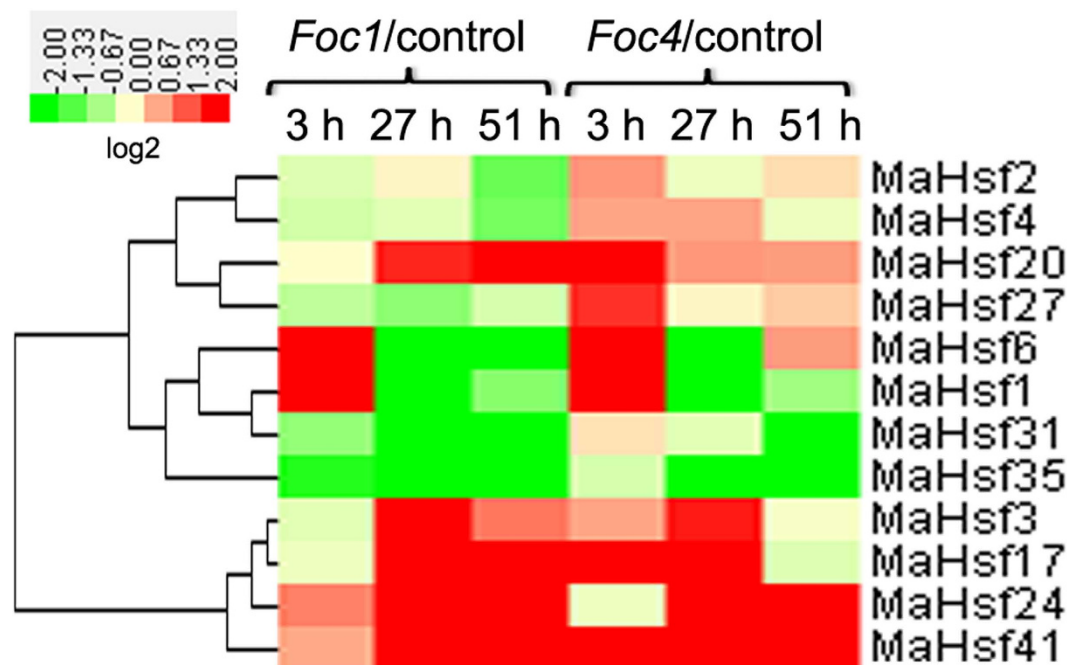 -2.00
-1.33
-0.67
0.00
0.67
1.33
2.00
log2
Foc1/control Foc4/control
3 h 27 h 51 h 3 h 27 h 51 h
MaHsf2
MaHsf4
MaHsf20
MaHsf27
MaHsf6
MaHsf1
MaHsf31
MaHsf35
MaHsf3
MaHsf17
MaHsf24
MaHsf41